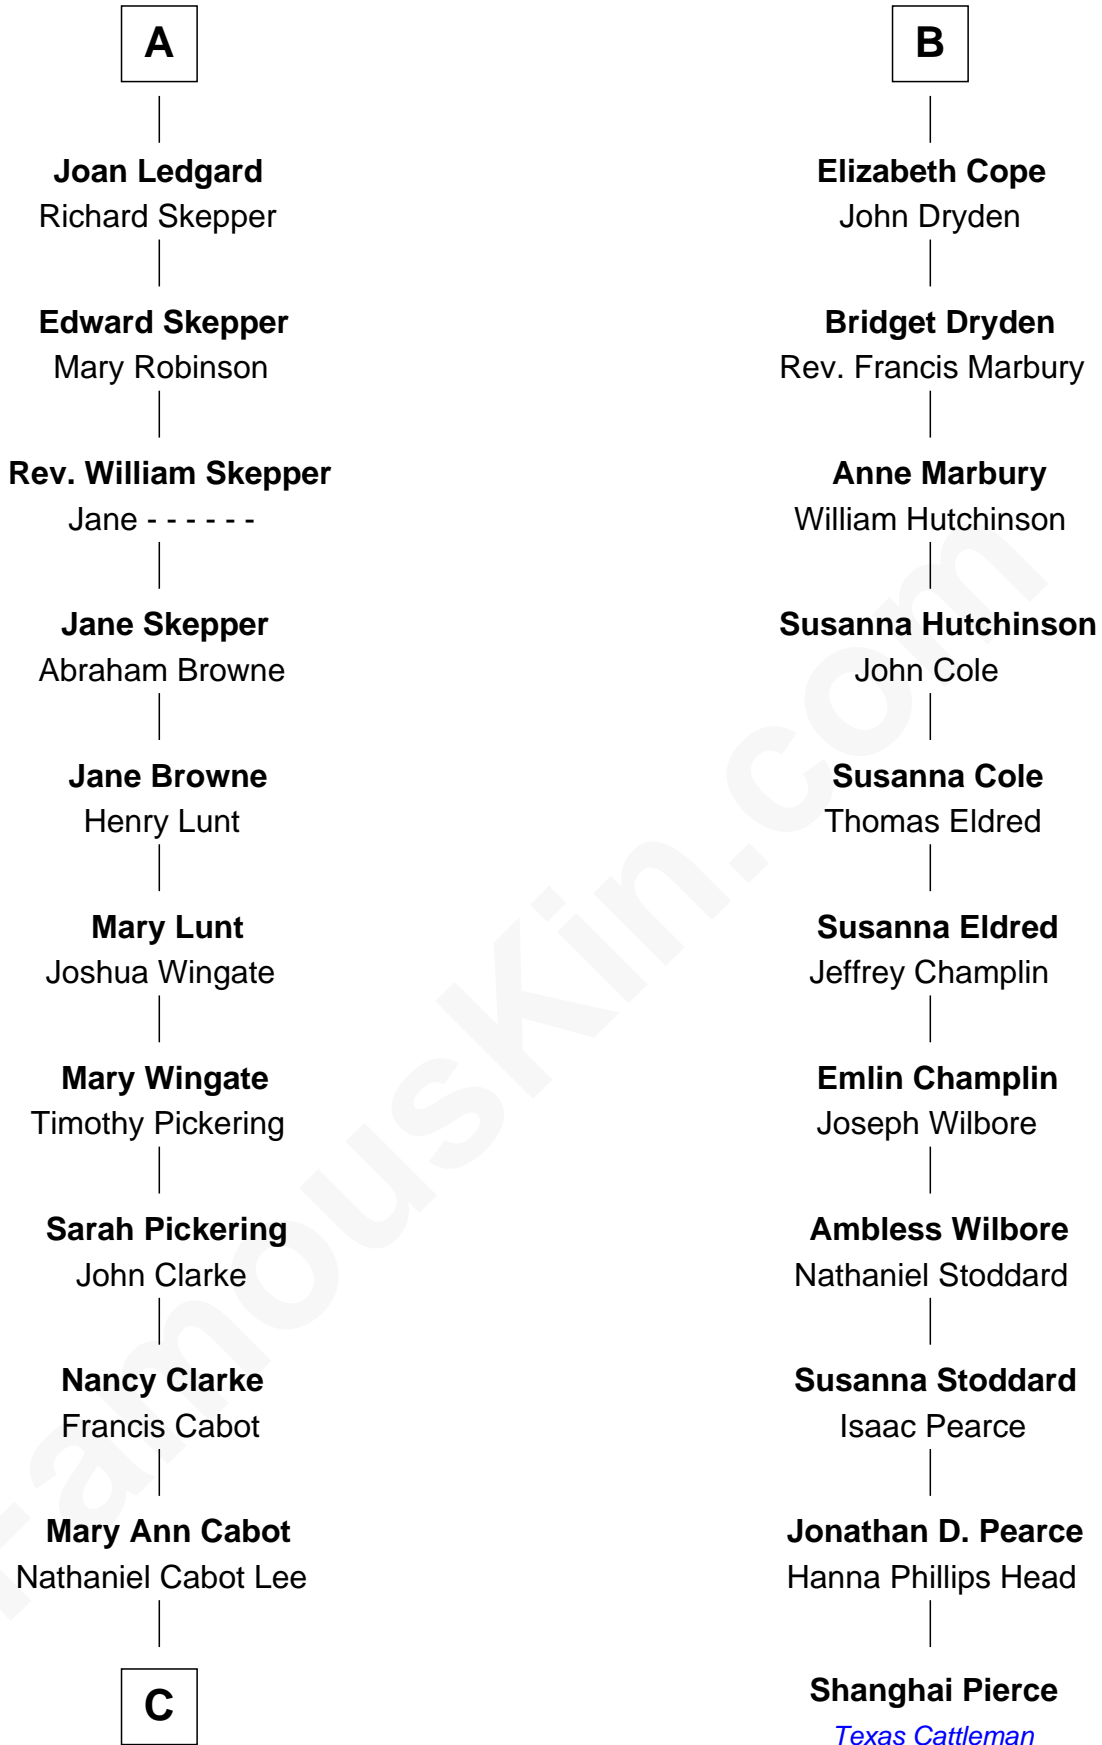 A
Joan Ledgard
Richard Skepper
Edward Skepper
Mary Robinson
Rev. William Skepper
Jane - - - - - -
Jane Skepper
Abraham Browne
Jane Browne
Henry Lunt
Mary Lunt
Joshua Wingate
Mary Wingate
Timothy Pickering
Sarah Pickering
John Clarke
Nancy Clarke
Francis Cabot
Mary Ann Cabot
Nathaniel Cabot Lee
C
B
Elizabeth Cope
John Dryden
Bridget Dryden
Rev. Francis Marbury
Anne Marbury
William Hutchinson
Susanna Hutchinson
John Cole
Susanna Cole
Thomas Eldred
Susanna Eldred
Jeffrey Champlin
Emlin Champlin
Joseph Wilbore
Ambless Wilbore
Nathaniel Stoddard
Susanna Stoddard
Isaac Pearce
Jonathan D. Pearce
Hanna Phillips Head
Shanghai Pierce
Texas Cattleman
FamousKin.com